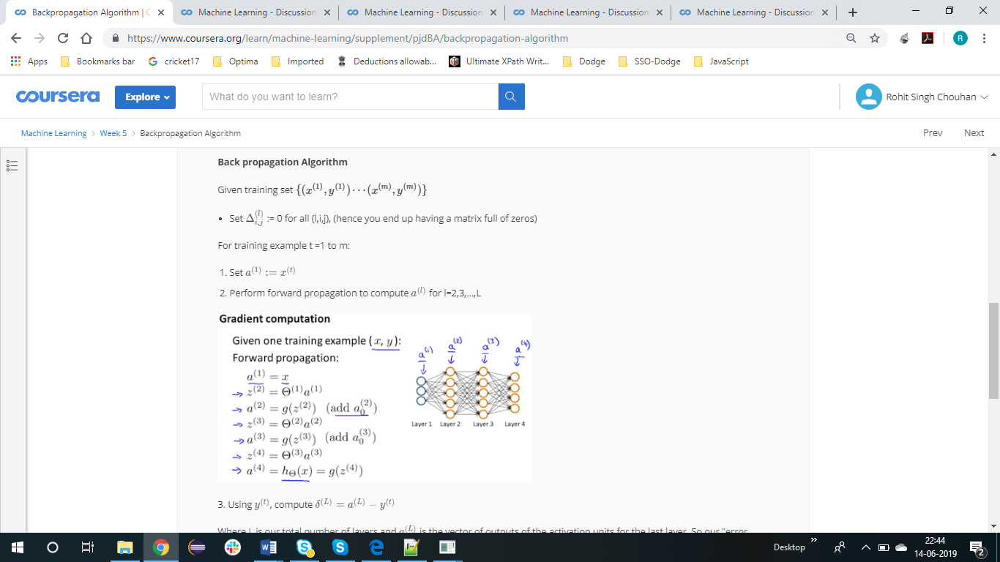 Backpropagation Algorithm | C
Machine Learning - Discussion
Machine Learning - Discussion
Machine Learning - Discussion
Machine Learning - Discussion
https://www.coursera.org/learn/machine-learning/supplement/pjdBA/backpropagation-algorithm
R
Apps Bookmarks bar cricket17 Optima Imported Deductions allowab... Ultimate XPath Writ... Dodge SSO-Dodge JavaScript
coursera Explore What do you want to learn? Rohit Singh Chouhan
Machine Learning > Week 5 > Backpropagation Algorithm Prev Next
Back propagation Algorithm
Given training set {(x^(1), y^(1)) ⋯ (x^(m), y^(m))}
• Set Δ_{i,j}^(l) := 0 for all (l,i,j), (hence you end up having a matrix full of zeros)
For training example t =1 to m:
1. Set a^(1) := x^(t)
2. Perform forward propagation to compute a^(l) for l=2,3,…,L
Gradient computation
Given one training example (x, y):
Forward propagation:
a^(1) = x
→ z^(2) = Θ^(1)a^(1)
→ a^(2) = g(z^(2)) (add a_0^(2))
→ z^(3) = Θ^(2)a^(2)
→ a^(3) = g(z^(3)) (add a_0^(3))
→ z^(4) = Θ^(3)a^(3)
→ a^(4) = h_Θ(x) = g(z^(4))
a^(1) a^(2) a^(3) a^(4)
Layer 1 Layer 2 Layer 3 Layer 4
3. Using y^(t), compute δ^(L) = a^(L) − y^(t)
Where L is our total number of layers and a^(L) is the vector of outputs of the activation units for the last layer. So our "error
Desktop
22:44
14-06-2019
2